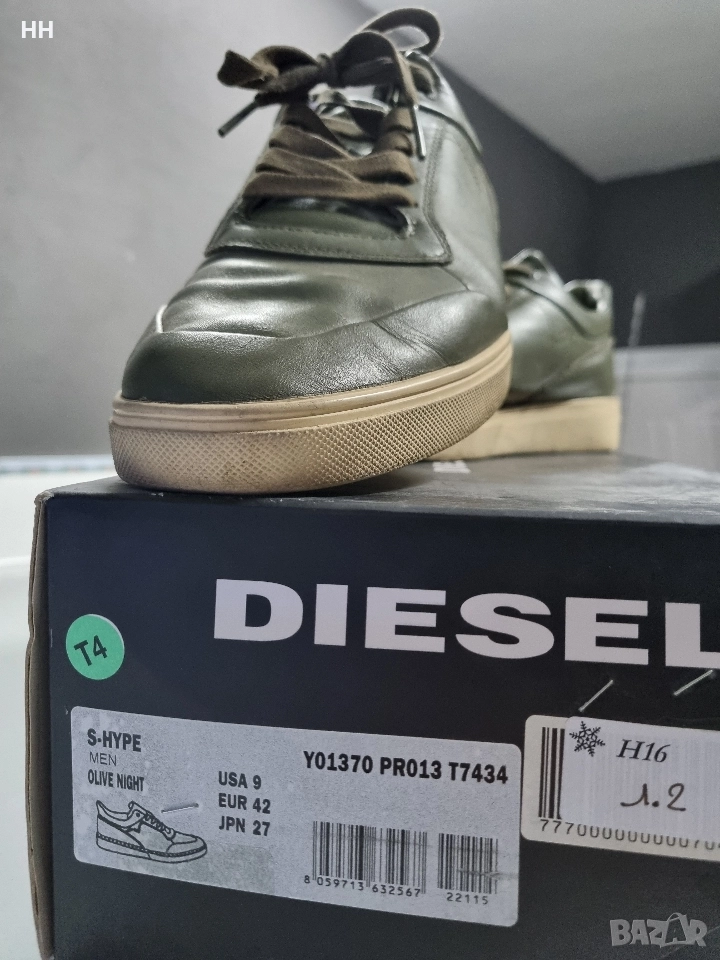 HH
DIESEL
T4
S-HYPE
MEN
OLIVE NIGHT
USA 9
EUR 42
JPN 27
Y01370 PR013 T7434
8 059713 632567
22115
H16
1.2
BAZAR